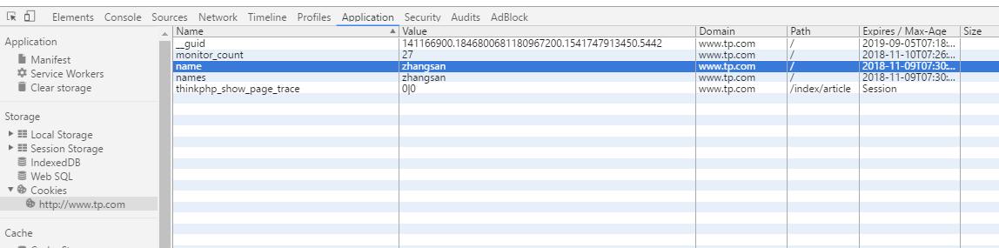 Elements Console Sources Network Timeline Profiles Application Security Audits AdBlock
Application
Manifest
Service Workers
Clear storage
Storage
Local Storage
Session Storage
IndexedDB
Web SQL
Cookies
http://www.tp.com
Cache
Name Value Domain Path Expires / Max-Age Size
__guid 141166900.1846800681180967200.1541747913450.5442 www.tp.com / 2019-09-05T07:18:...
monitor_count 27 www.tp.com / 2018-11-10T07:26:...
name zhangsan www.tp.com / 2018-11-09T07:30:...
names zhangsan www.tp.com / 2018-11-09T07:30:...
thinkphp_show_page_trace 0|0 www.tp.com /index/article Session